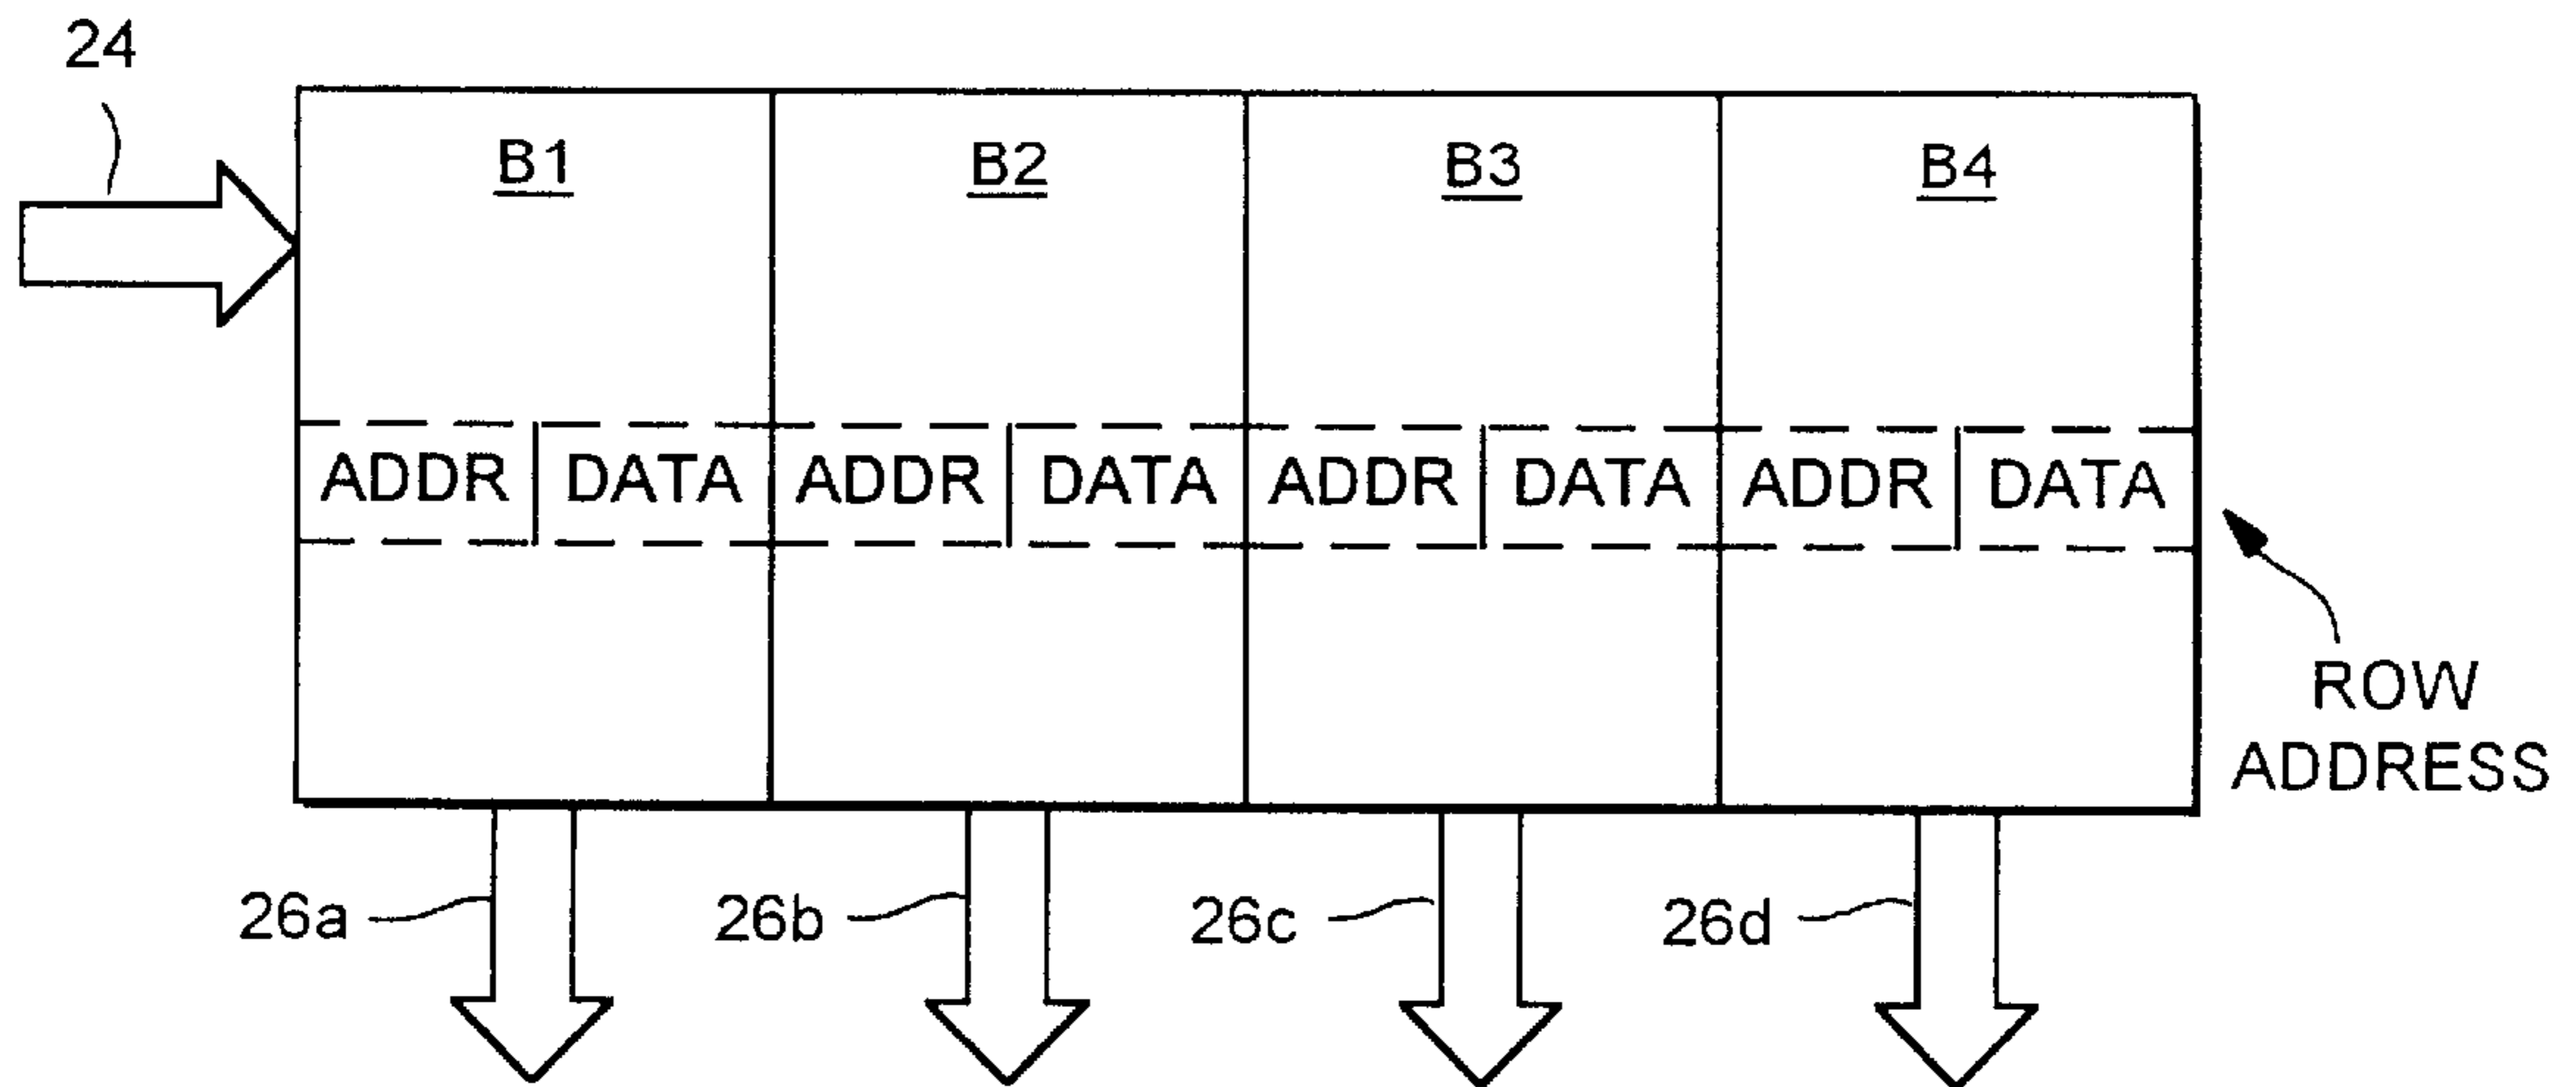 24
B1 B2 B3 B4
ADDR DATA ADDR DATA ADDR DATA ADDR DATA
ROW
ADDRESS
26a 26b 26c 26d